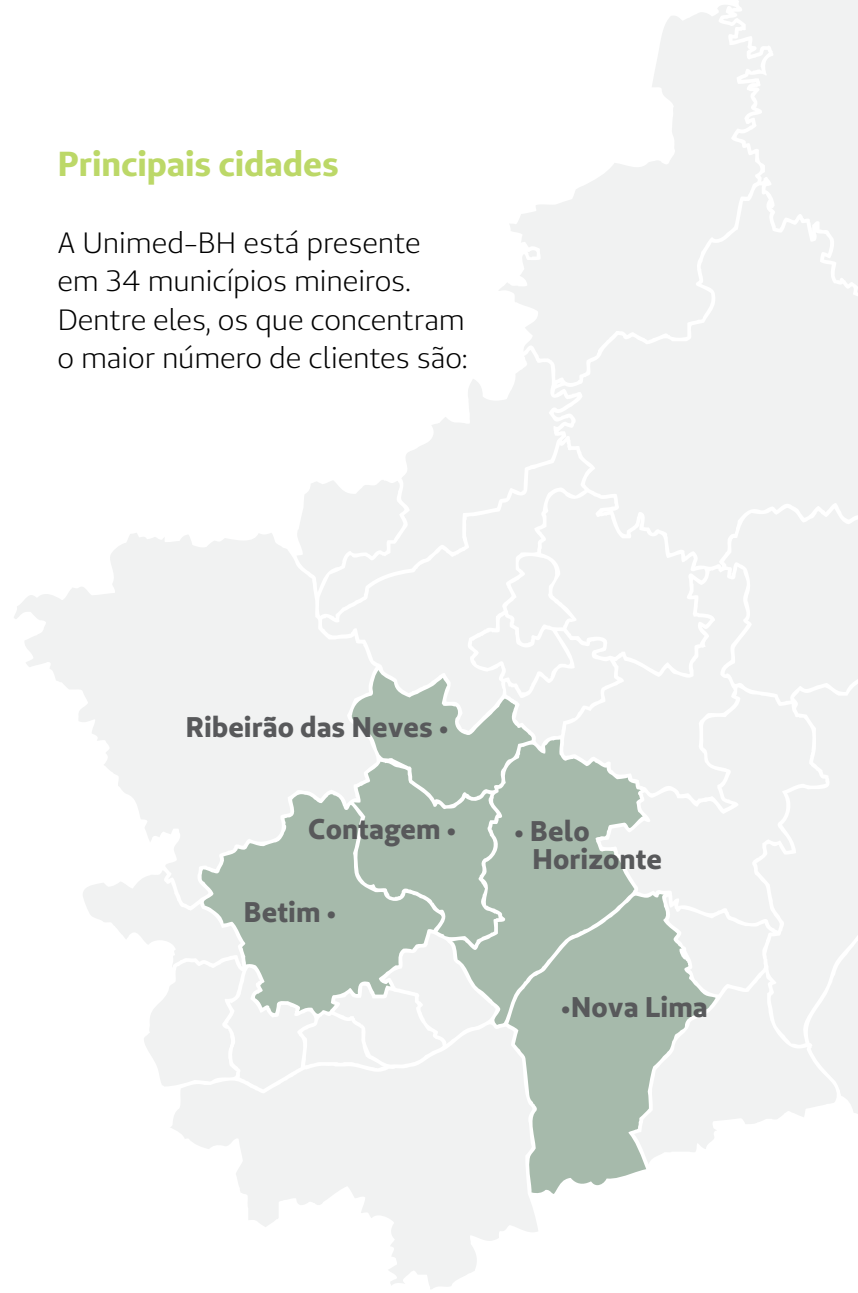 Principais cidades
A Unimed-BH está presente
em 34 municípios mineiros.
Dentre eles, os que concentram
o maior número de clientes são:
Ribeirão das Neves •
Contagem •
• Belo
Horizonte
Betim •
•Nova Lima